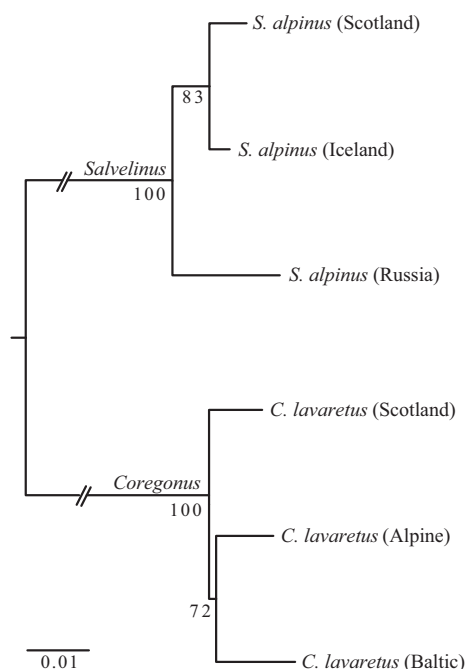 S. alpinus (Scotland)
83
S. alpinus (Iceland)
Salvelinus
100
S. alpinus (Russia)
C. lavaretus (Scotland)
Coregonus
100
C. lavaretus (Alpine)
72
0.01
C. lavaretus (Baltic)